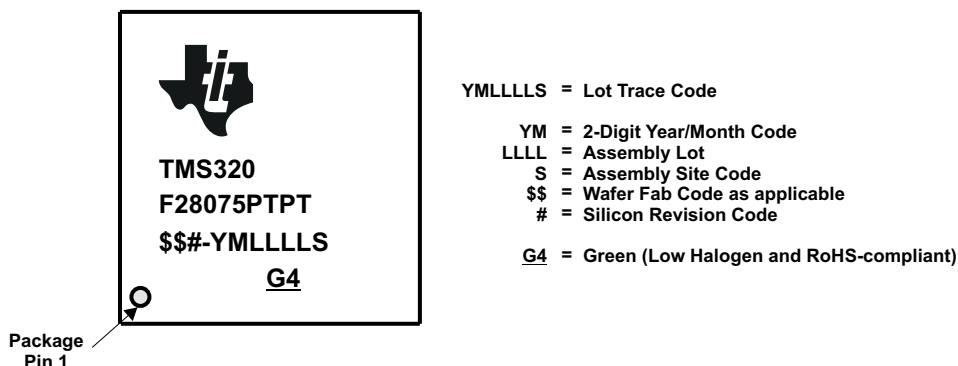 TMS320
F28075PTPT
$$#-YMLLLLS
G4
Package
Pin 1
YMLLLLS = Lot Trace Code
YM = 2-Digit Year/Month Code
LLLL = Assembly Lot
S = Assembly Site Code
$$ = Wafer Fab Code as applicable
# = Silicon Revision Code
G4 = Green (Low Halogen and RoHS-compliant)